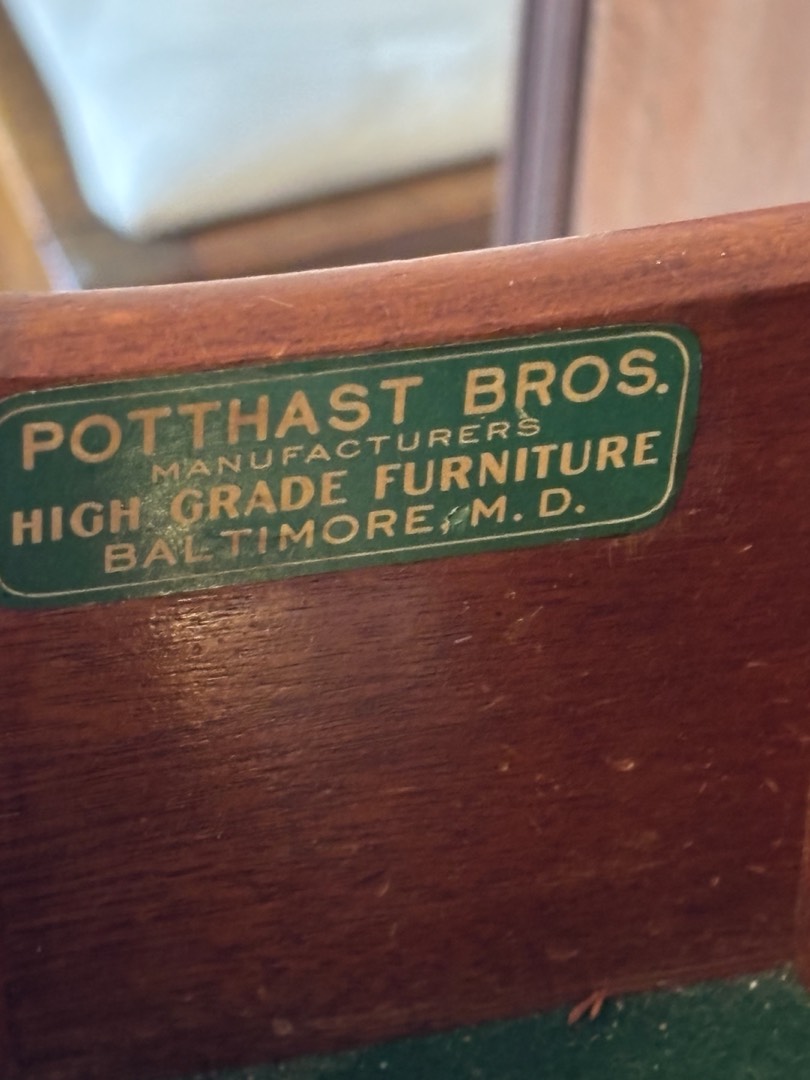 POTTHAST BROS.
MANUFACTURERS
HIGH GRADE FURNITURE
BALTIMORE, M. D.